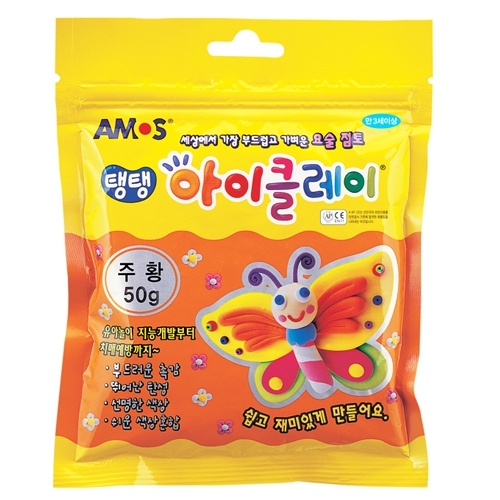 AMOS®
만3세이상
세상에서 가장 부드럽고 가벼운 요술 점토
탱탱 아이클레이®
AP CE
주황
50g
유아놀이 지능개발부터
치매예방까지~
· 부드러운 촉감
· 뛰어난 탄성
· 선명한 색상
· 쉬운 색상혼합
쉽고 재미있게 만들어요.